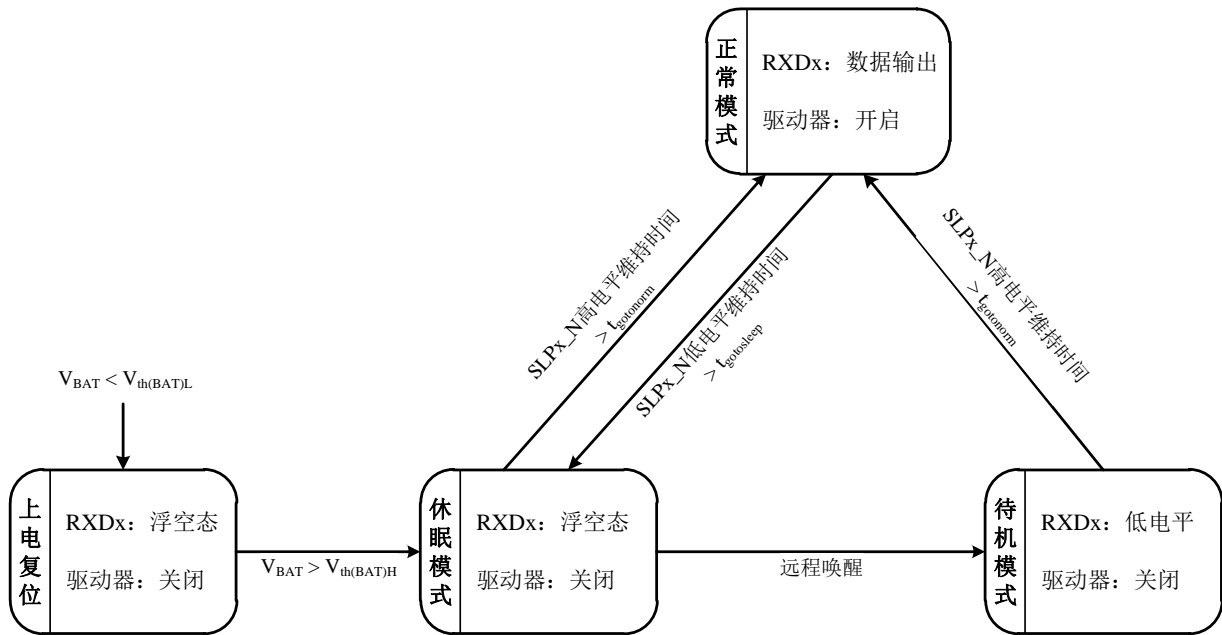 正常模式
RXDx：数据输出
驱动器：开启
SLPx_N高电平维持时间
> tgotonorm
SLPx_N低电平维持时间
> tgotosleep
SLPx_N高电平维持时间
> tgotonorm
VBAT < Vth(BAT)L
上电复位
RXDx：浮空态
驱动器：关闭
VBAT > Vth(BAT)H
休眠模式
RXDx：浮空态
驱动器：关闭
远程唤醒
待机模式
RXDx：低电平
驱动器：关闭